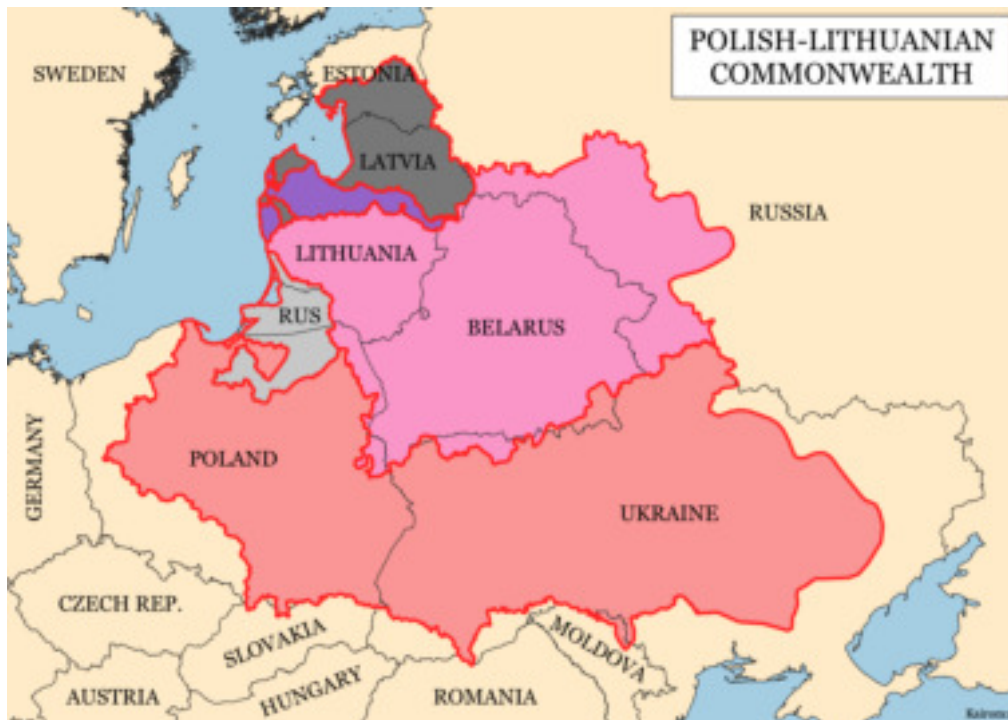 POLISH-LITHUANIAN
COMMONWEALTH
SWEDEN
ESTONIA
LATVIA
RUSSIA
LITHUANIA
RUS
BELARUS
POLAND
GERMANY
UKRAINE
CZECH REP.
SLOVAKIA
MOLDOVA
AUSTRIA
HUNGARY
ROMANIA